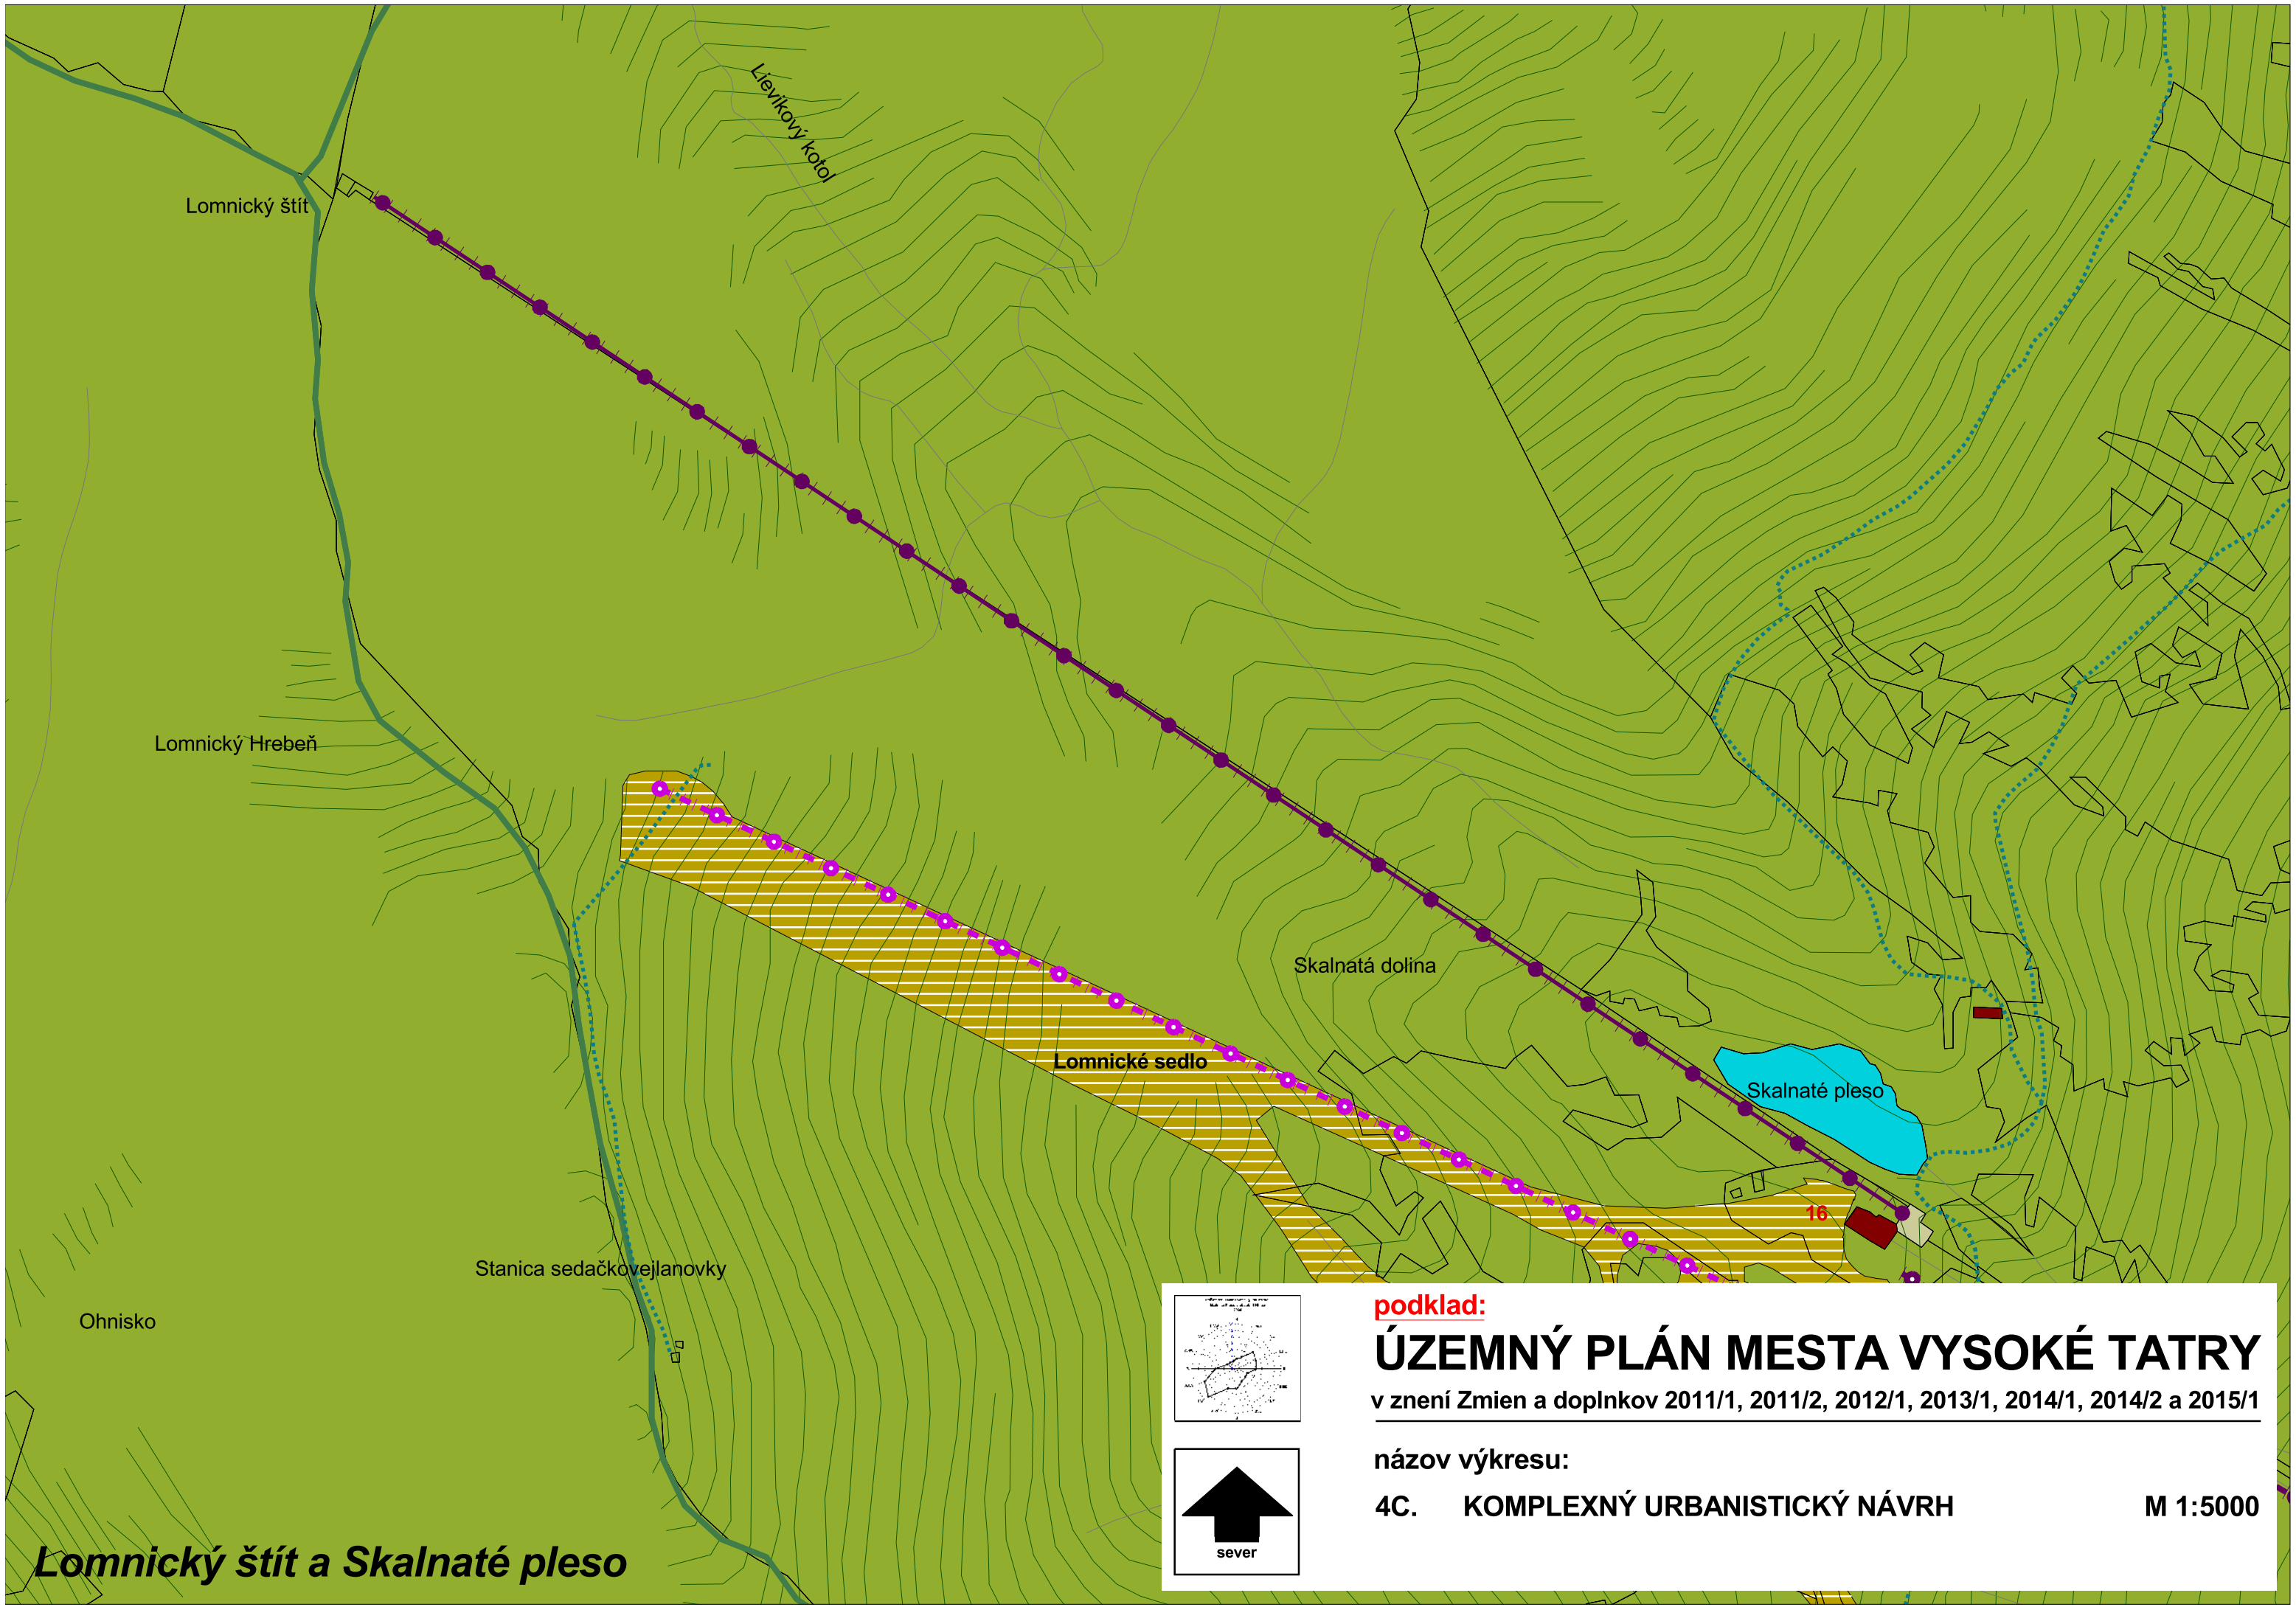 Lievikový kotol
Lomnický štít
Lomnický Hrebeň
Skalnatá dolina
Lomnické sedlo
Skalnaté pleso
16
Stanica sedačkovejlanovky
Ohnisko
podklad:
ÚZEMNÝ PLÁN MESTA VYSOKÉ TATRY
v znení Zmien a doplnkov 2011/1, 2011/2, 2012/1, 2013/1, 2014/1, 2014/2 a 2015/1
názov výkresu:
4C. KOMPLEXNÝ URBANISTICKÝ NÁVRH M 1:5000
sever
Lomnický štít a Skalnaté pleso